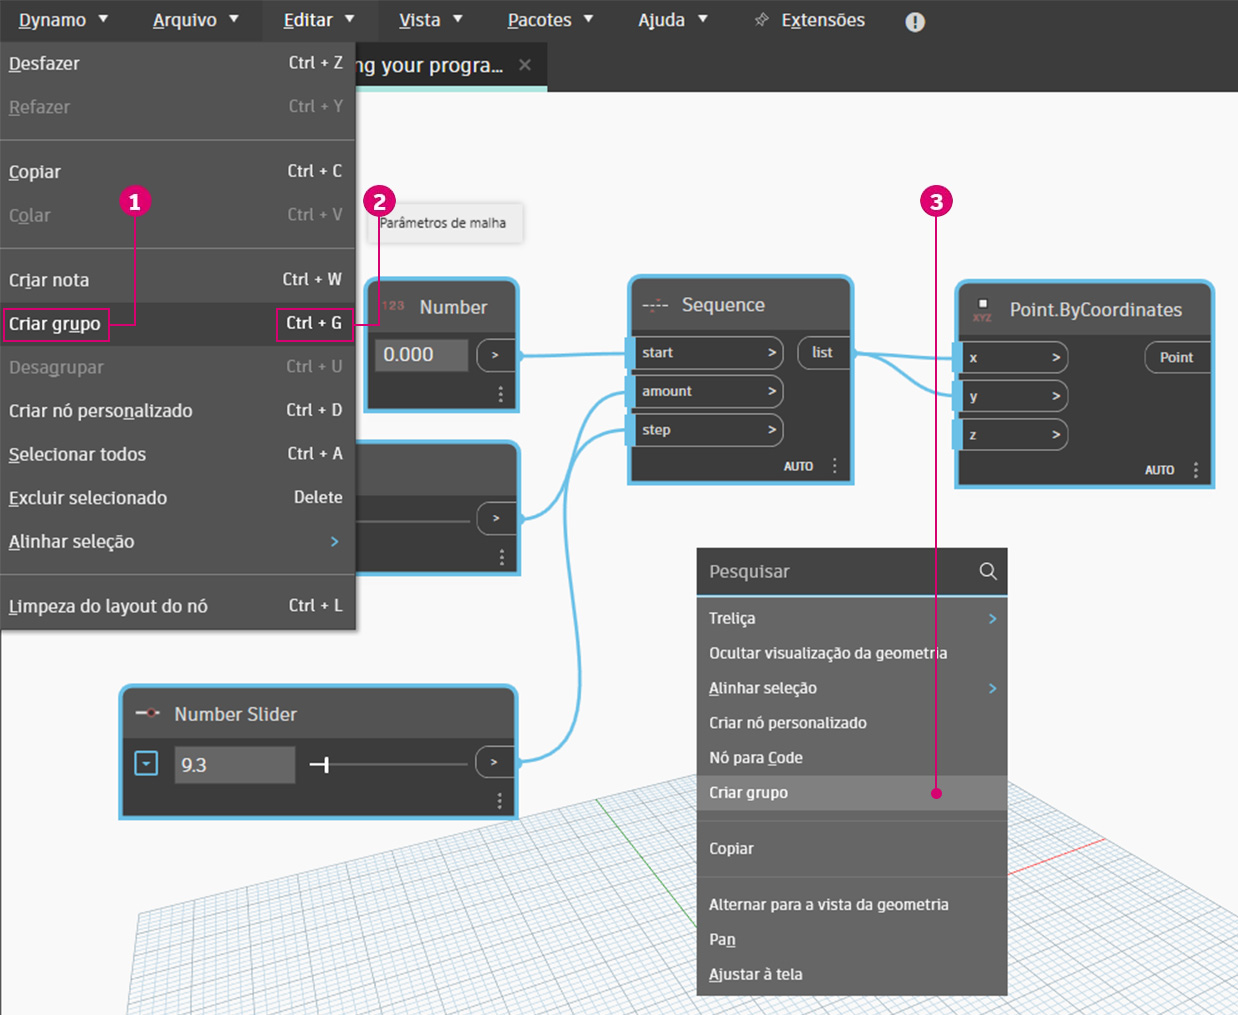 Dynamo Arquivo Editar Vista Pacotes Ajuda Extensões
ng your progra...
Desfazer Ctrl + Z
Refazer Ctrl + Y
Copiar Ctrl + C
Colar Ctrl + V
Criar nota Ctrl + W
Criar grupo Ctrl + G
Desagrupar Ctrl + U
Criar nó personalizado Ctrl + D
Selecionar todos Ctrl + A
Excluir selecionado Delete
Alinhar seleção >
Limpeza do layout do nó Ctrl + L
1
2
3
Parâmetros de malha
123 Number
0.000 >
>
Number Slider
9.3 >
Sequence
start > list
amount >
step >
AUTO
XYZ Point.ByCoordinates
x > Point
y >
z >
AUTO
Pesquisar
Treliça >
Ocultar visualização da geometria
Alinhar seleção >
Criar nó personalizado
Nó para Code
Criar grupo
Copiar
Alternar para a vista da geometria
Pan
Ajustar à tela